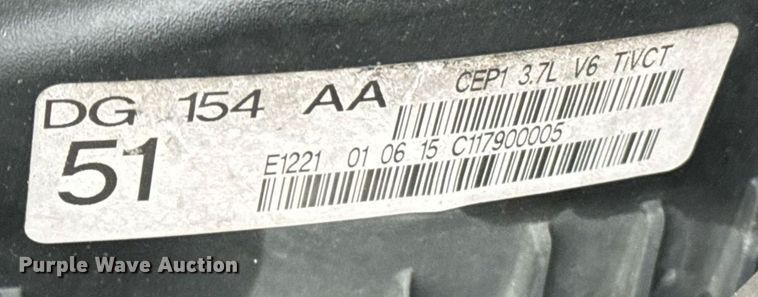 DG 154 AA
CEP1 3.7L V6 TIVCT
51
E1221 01 06 15 C117900005
Purple Wave Auction